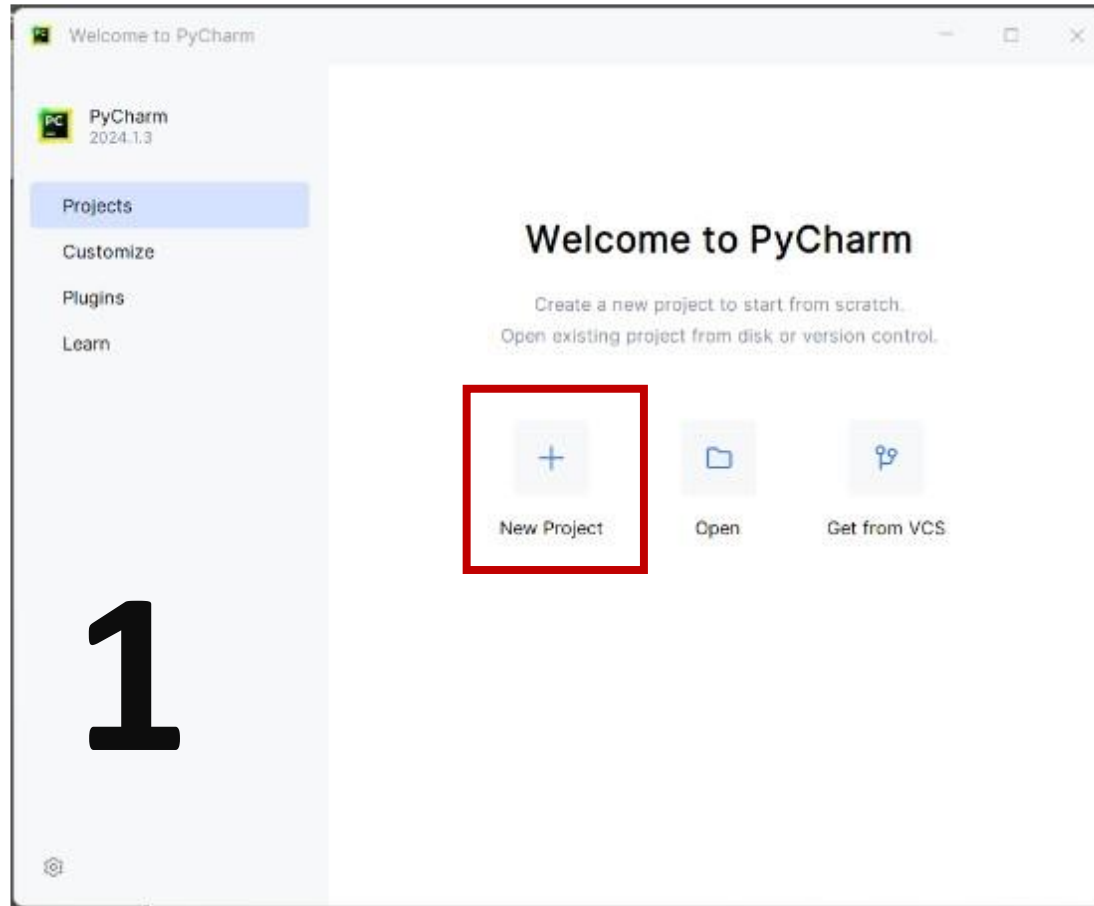 Welcome to PyCharm
PC
PyCharm
2024.1.3
Projects
Customize
Plugins
Learn
Welcome to PyCharm
Create a new project to start from scratch.
Open existing project from disk or version control.
New Project
Open
Get from VCS
1